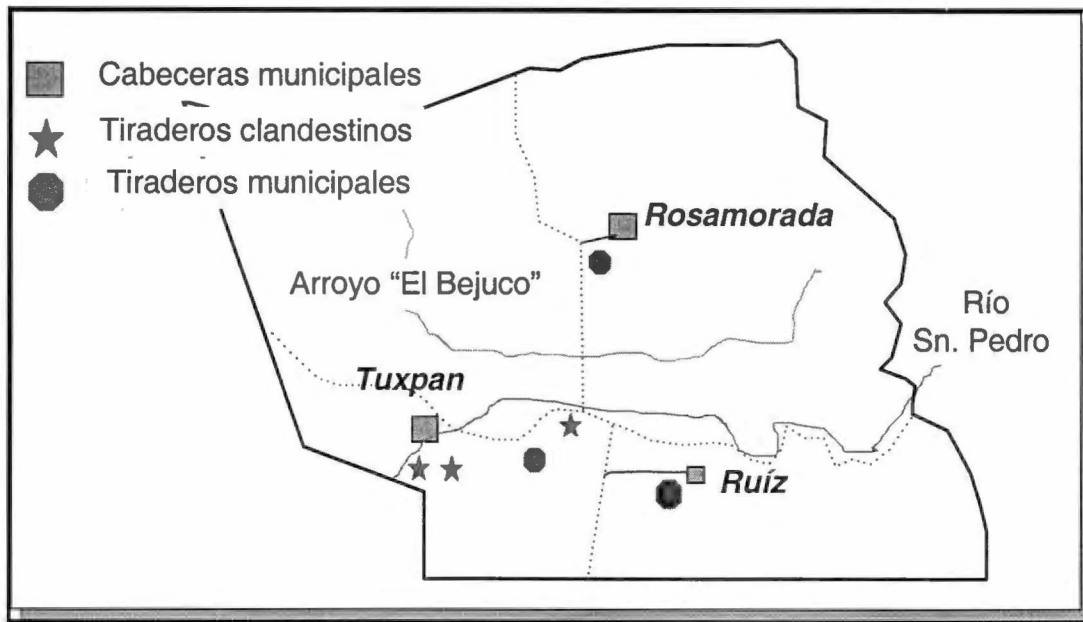 Cabeceras municipales
Tiraderos clandestinos
Tiraderos municipales
Rosamorada
Arroyo “El Bejuco”
Río
Sn. Pedro
Tuxpan
Ruíz